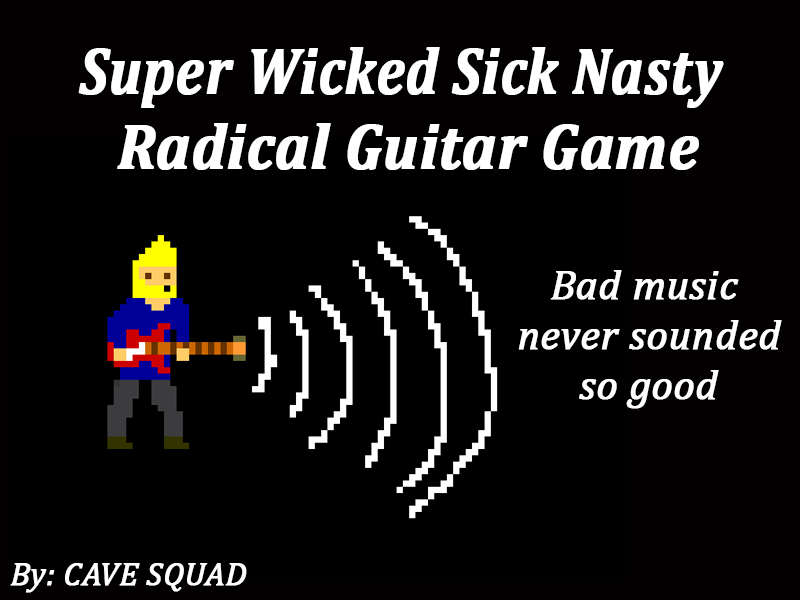 Super Wicked Sick Nasty
Radical Guitar Game
Bad music
never sounded
so good
By: CAVE SQUAD